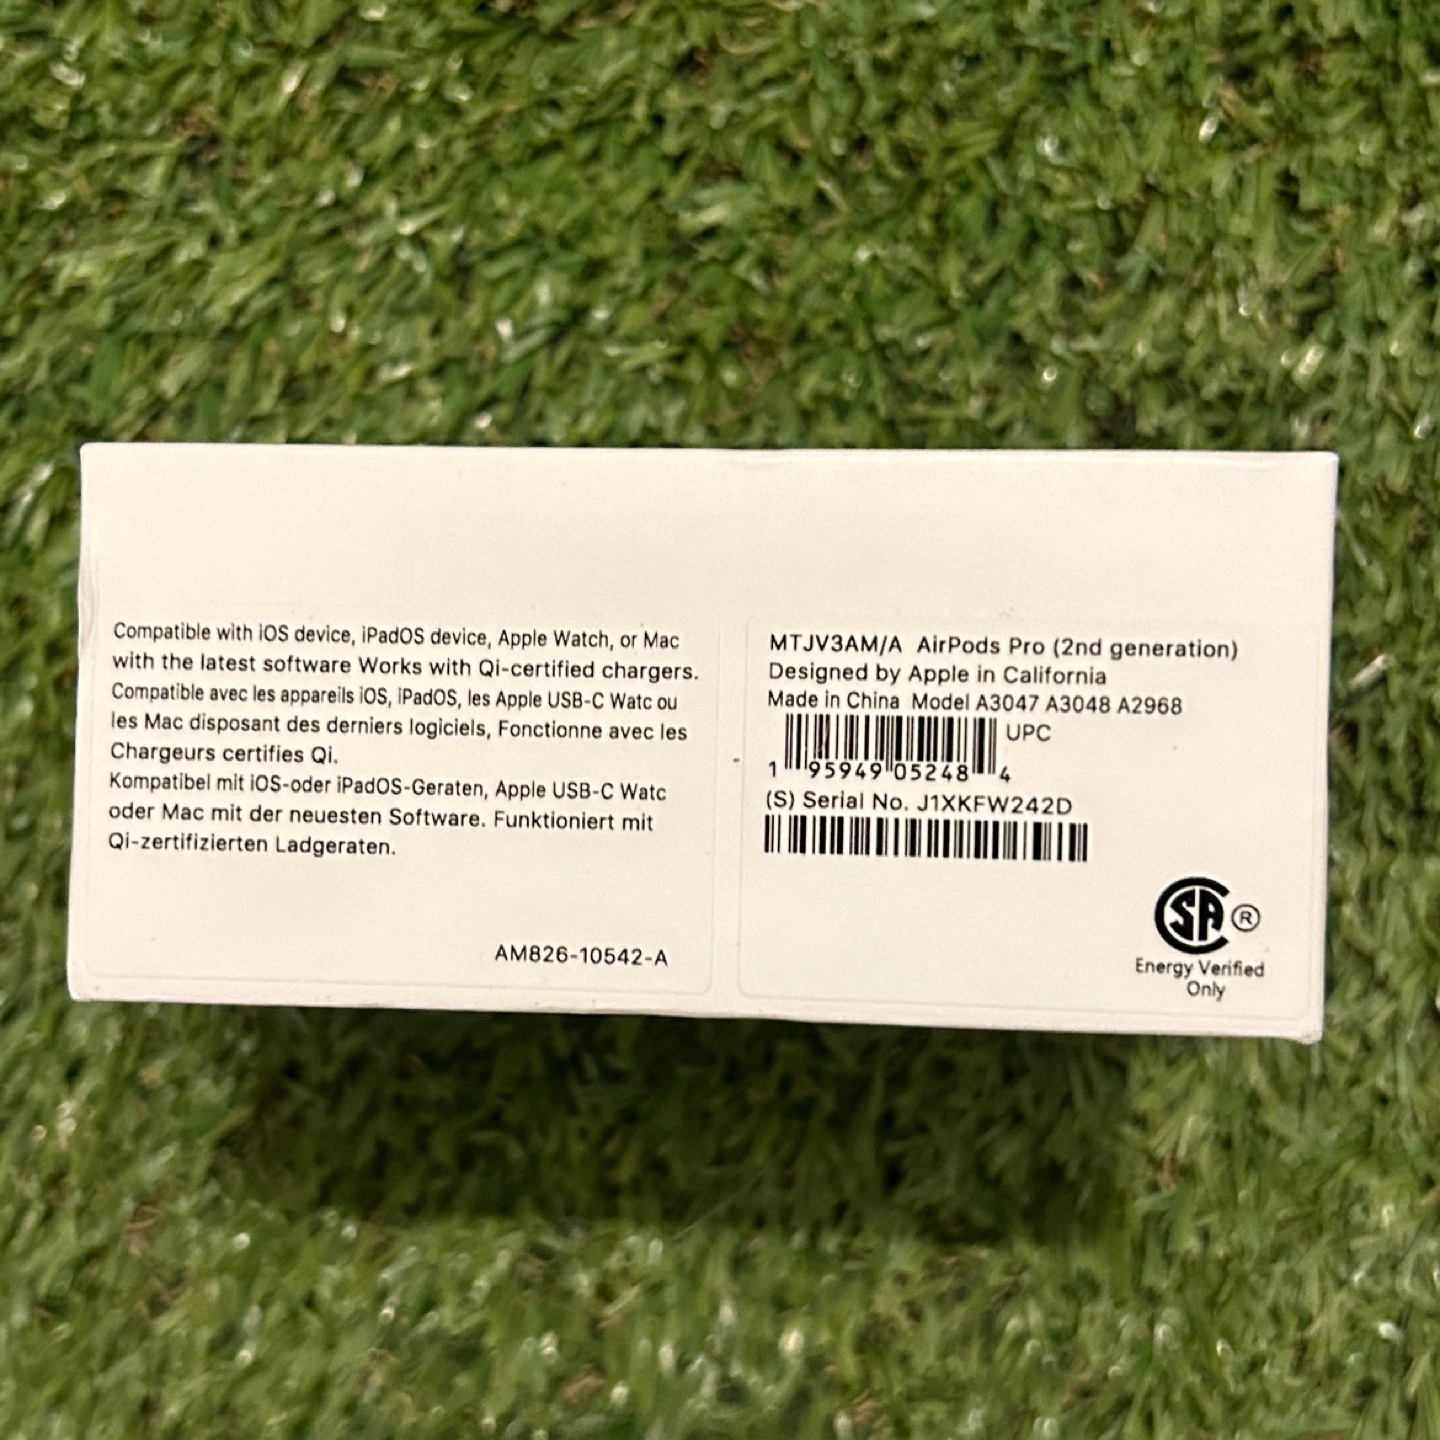 Compatible with iOS device, iPadOS device, Apple Watch, or Mac
with the latest software Works with Qi-certified chargers.
Compatible avec les appareils iOS, iPadOS, les Apple USB-C Watc ou
les Mac disposant des derniers logiciels, Fonctionne avec les
Chargeurs certifies Qi.
Kompatibel mit iOS-oder iPadOS-Geraten, Apple USB-C Watc
oder Mac mit der neuesten Software. Funktioniert mit
Qi-zertifizierten Ladgeraten.
AM826-10542-A
MTJV3AM/A AirPods Pro (2nd generation)
Designed by Apple in California
Made in China Model A3047 A3048 A2968
UPC
1 95949 05248 4
(S) Serial No. J1XKFW242D
CSA ®
Energy Verified
Only